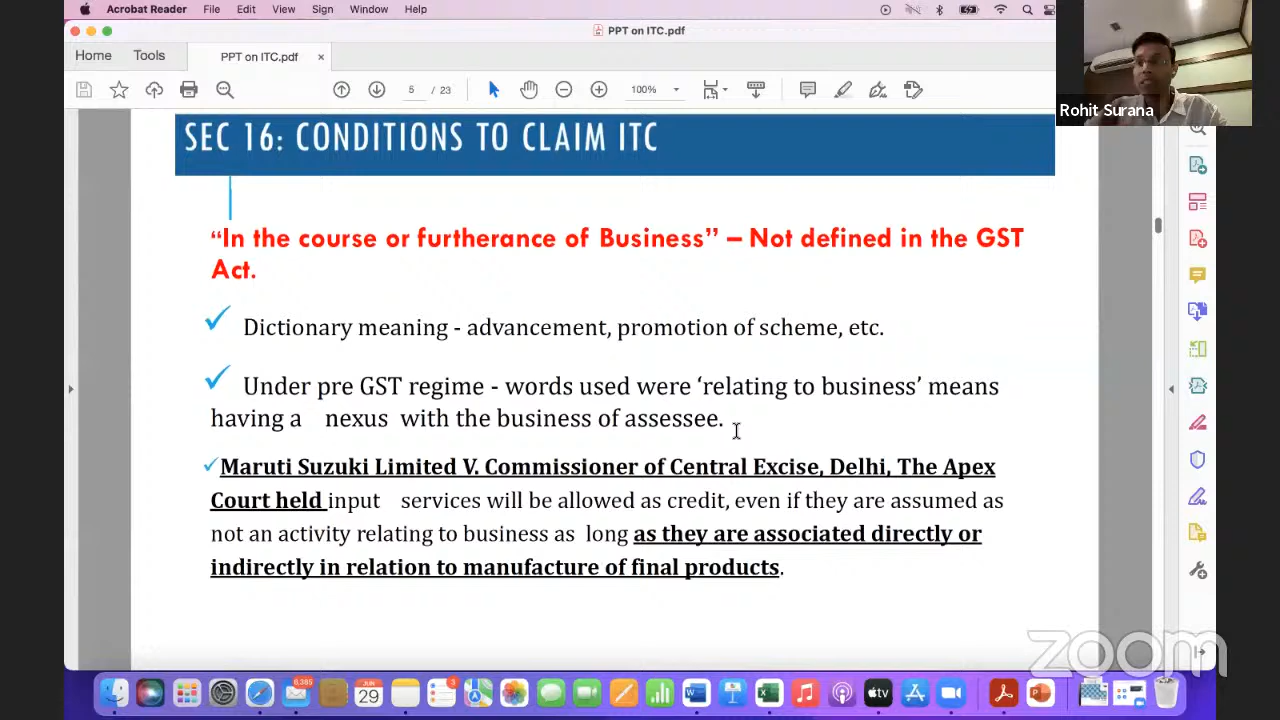 Acrobat Reader File Edit View Sign Window Help
PPT on ITC.pdf
Home Tools PPT on ITC.pdf ×
5 / 23 100%
Rohit Surana
SEC 16: CONDITIONS TO CLAIM ITC
“In the course or furtherance of Business” – Not defined in the GST
Act.
Dictionary meaning - advancement, promotion of scheme, etc.
Under pre GST regime - words used were ‘relating to business’ means
having a nexus with the business of assessee.
Maruti Suzuki Limited V. Commissioner of Central Excise, Delhi, The Apex
Court held input services will be allowed as credit, even if they are assumed as
not an activity relating to business as long as they are associated directly or
indirectly in relation to manufacture of final products.
zoom
6,385
JUN
29
3
tv